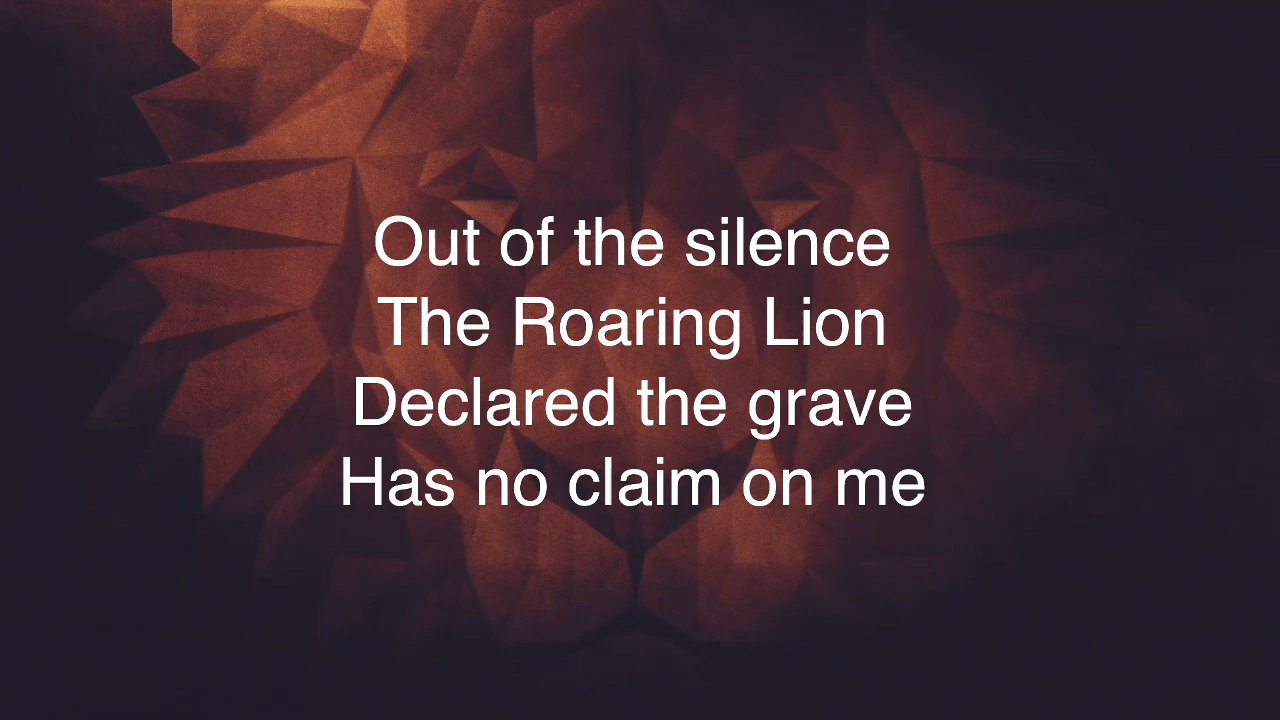 Out of the silence
The Roaring Lion
Declared the grave
Has no claim on me